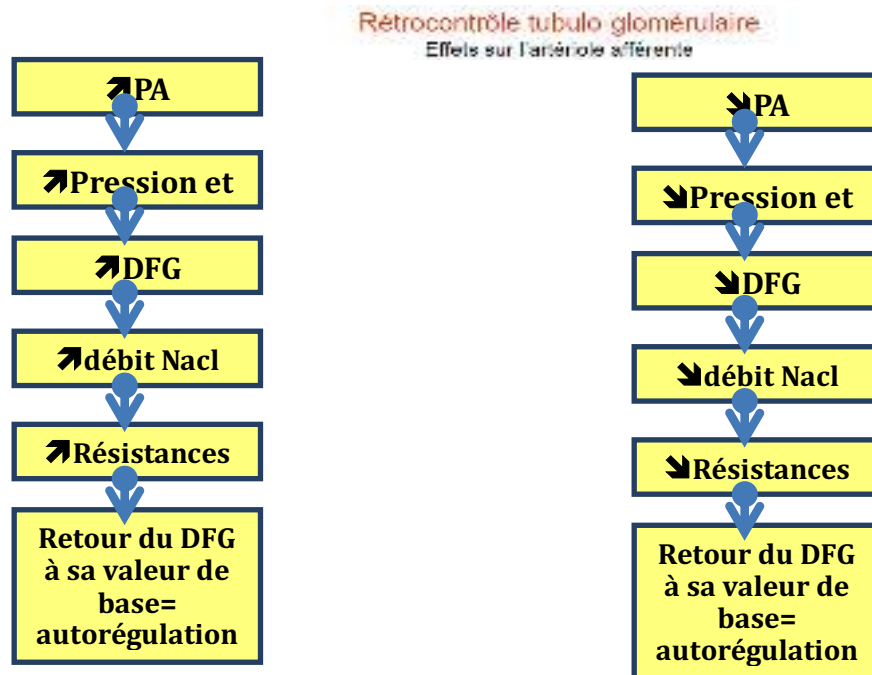 Rétrocontrôle tubulo glomérulaire
Effets sur l'artériole afférente
↗PA
↗Pression et
↗DFG
↗débit Nacl
↗Résistances
Retour du DFG
à sa valeur de
base=
autorégulation
↘PA
↘Pression et
↘DFG
↘débit Nacl
↘Résistances
Retour du DFG
à sa valeur de
base=
autorégulation